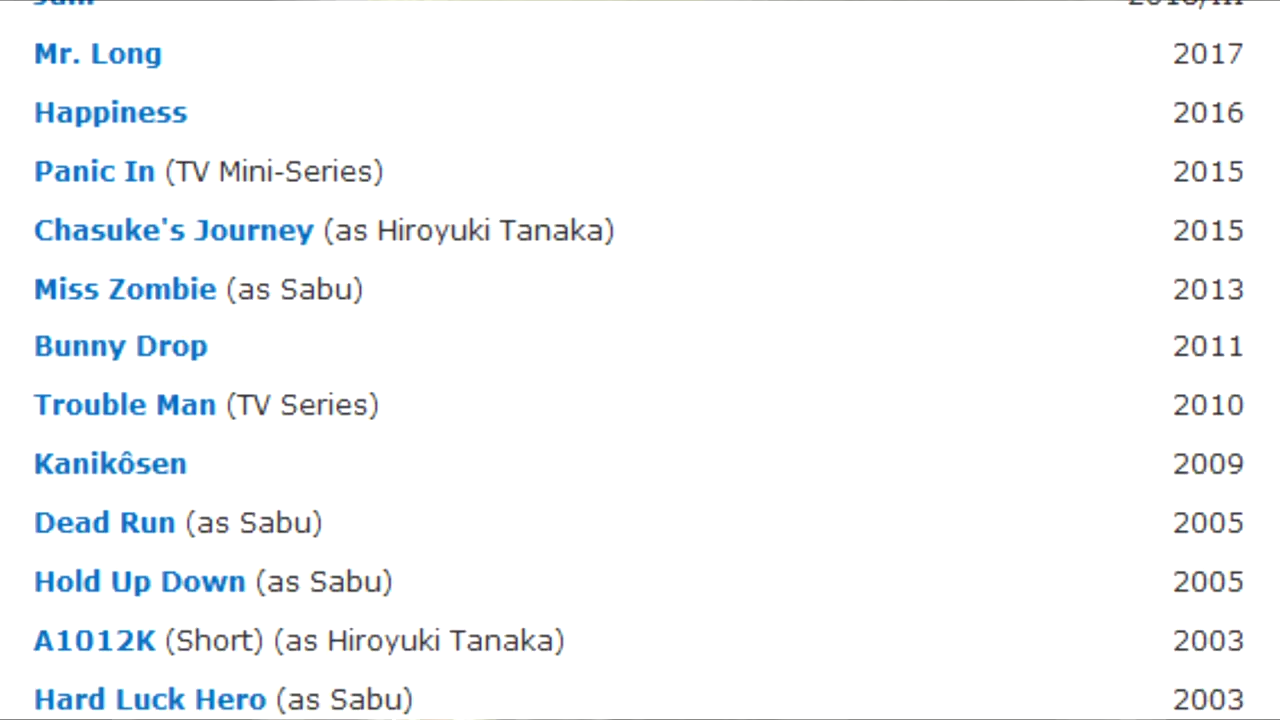 Mr. Long 2017
Happiness 2016
Panic In (TV Mini-Series) 2015
Chasuke's Journey (as Hiroyuki Tanaka) 2015
Miss Zombie (as Sabu) 2013
Bunny Drop 2011
Trouble Man (TV Series) 2010
Kanikôsen 2009
Dead Run (as Sabu) 2005
Hold Up Down (as Sabu) 2005
A1012K (Short) (as Hiroyuki Tanaka) 2003
Hard Luck Hero (as Sabu) 2003